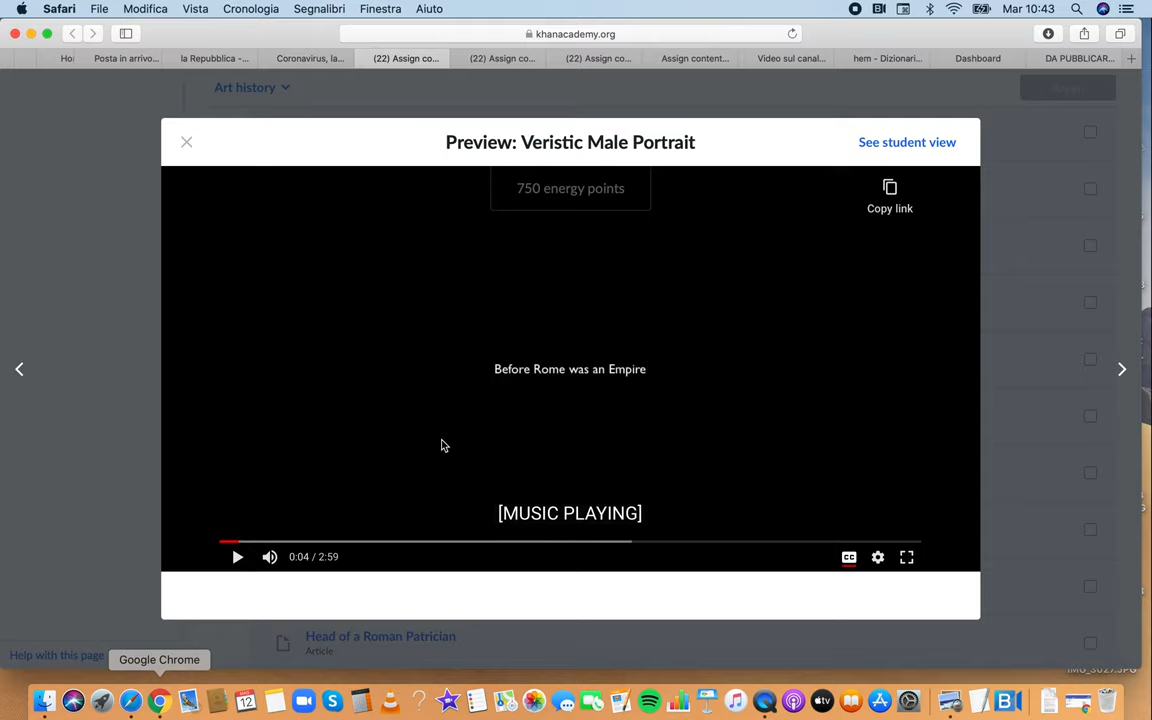 Safari File Modifica Vista Cronologia Segnalibri Finestra Aiuto Mar 10:43
khanacademy.org
Posta in arrivo... la Repubblica -... Coronavirus, la... (22) Assign co... (22) Assign co... (22) Assign co... Assign content... Video sul canal... hem - Dizionari... Dashboard DA PUBBLICAR...
Art history
Preview: Veristic Male Portrait
See student view
750 energy points
Copy link
Before Rome was an Empire
[MUSIC PLAYING]
0:04 / 2:59
CC
Head of a Roman Patrician
Article
Help with this page
Google Chrome
12